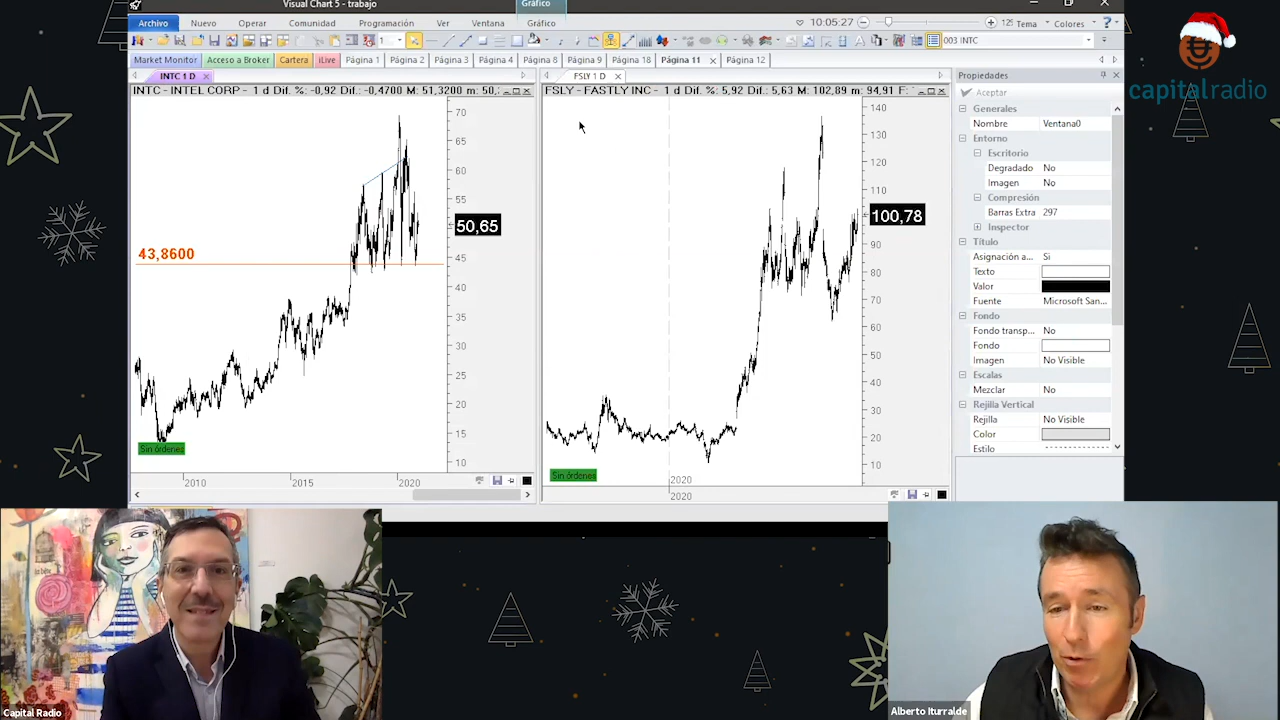 Visual Chart 5 - trabajo
Gráfico
Archivo Nuevo Operar Comunidad Programación Ver Ventana Gráfico
10:05:27
Tema Colores
003 INTC
Market Monitor Acceso a Broker Cartera iLive Página 1 Página 2 Página 3 Página 4 Página 8 Página 9 Página 18 Página 11 Página 12
INTC 1 D
FSLY 1 D
INTC - INTEL CORP - 1 d Dif. %: -0,92 Dif.: -0,4700 M: 51,3200 m: 50,
FSLY - FASTLY INC - 1 d Dif. %: 5,92 Dif.: 5,63 M: 102,89 m: 94,91 F:
70
60
55
50,65
45
40
35
30
25
20
15
10
43,8600
Sin órdenes
2010 2015 2020
140
130
120
110
100,78
90
80
70
60
50
40
30
20
10
Sin órdenes
2020
2020
Propiedades
Aceptar
Generales
Nombre Ventana0
Entorno
Escritorio
Degradado No
Imagen No
Compresión
Barras Extra 297
Inspector
Título
Asignación a... Si
Texto
Valor
Fuente Microsoft San...
Fondo
Fondo transp... No
Fondo
Imagen No Visible
Escalas
Mezclar No
Rejilla Vertical
Rejilla No Visible
Color
Estilo
capitalradio
Capital Radio
Alberto Iturralde